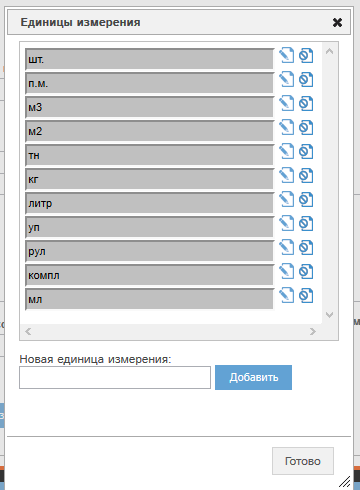 Единицы измерения
шт.
п.м.
м3
м2
тн
кг
литр
уп
рул
компл
мл
Новая единица измерения:
Добавить
Готово